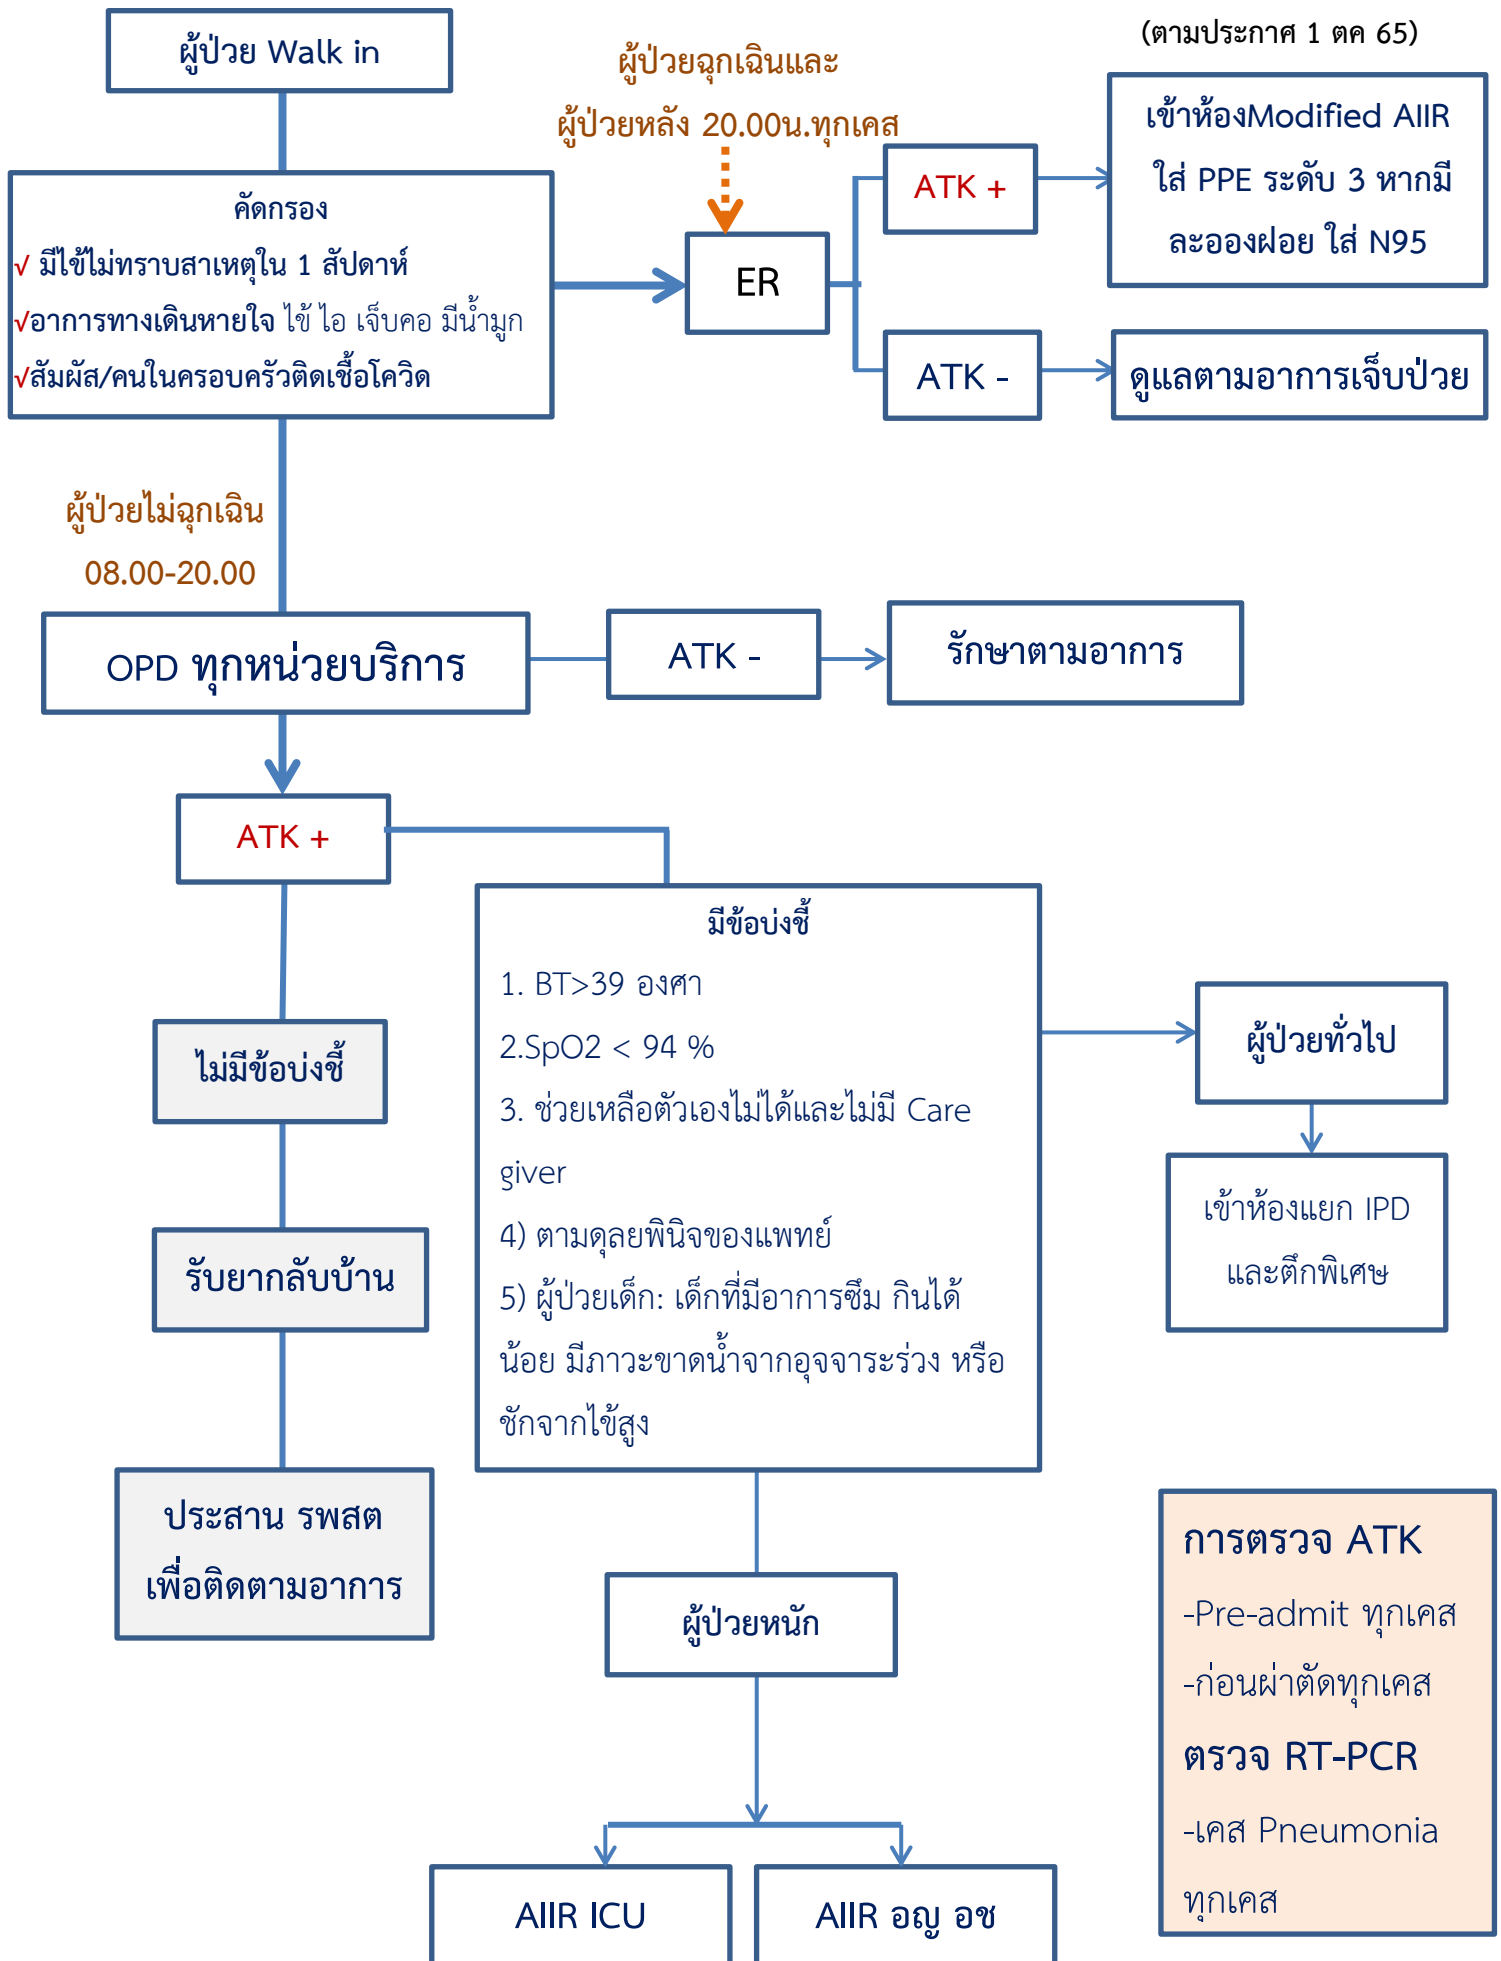 ผู้ป่วย Walk in
(ตามประกาศ 1 ตค 65)
ผู้ป่วยฉุกเฉินและ
ผู้ป่วยหลัง 20.00น.ทุกเคส
คัดกรอง
√ มีไข้ไม่ทราบสาเหตุใน 1 สัปดาห์
√อาการทางเดินหายใจ ไข้ ไอ เจ็บคอ มีน้ำมูก
√สัมผัส/คนในครอบครัวติดเชื้อโควิด
ER
ATK +
เข้าห้องModified AIIR
ใส่ PPE ระดับ 3 หากมี
ละอองฝอย ใส่ N95
ATK -
ดูแลตามอาการเจ็บป่วย
ผู้ป่วยไม่ฉุกเฉิน
08.00-20.00
OPD ทุกหน่วยบริการ
ATK -
รักษาตามอาการ
ATK +
ไม่มีข้อบ่งชี้
รับยากลับบ้าน
ประสาน รพสต
เพื่อติดตามอาการ
มีข้อบ่งชี้
1. BT>39 องศา
2.SpO2 < 94 %
3. ช่วยเหลือตัวเองไม่ได้และไม่มี Care
giver
4) ตามดุลยพินิจของแพทย์
5) ผู้ป่วยเด็ก: เด็กที่มีอาการซึม กินได้
น้อย มีภาวะขาดน้ำจากอุจจาระร่วง หรือ
ชักจากไข้สูง
ผู้ป่วยทั่วไป
เข้าห้องแยก IPD
และตึกพิเศษ
ผู้ป่วยหนัก
AIIR ICU
AIIR อญ อช
การตรวจ ATK
-Pre-admit ทุกเคส
-ก่อนผ่าตัดทุกเคส
ตรวจ RT-PCR
-เคส Pneumonia
ทุกเคส